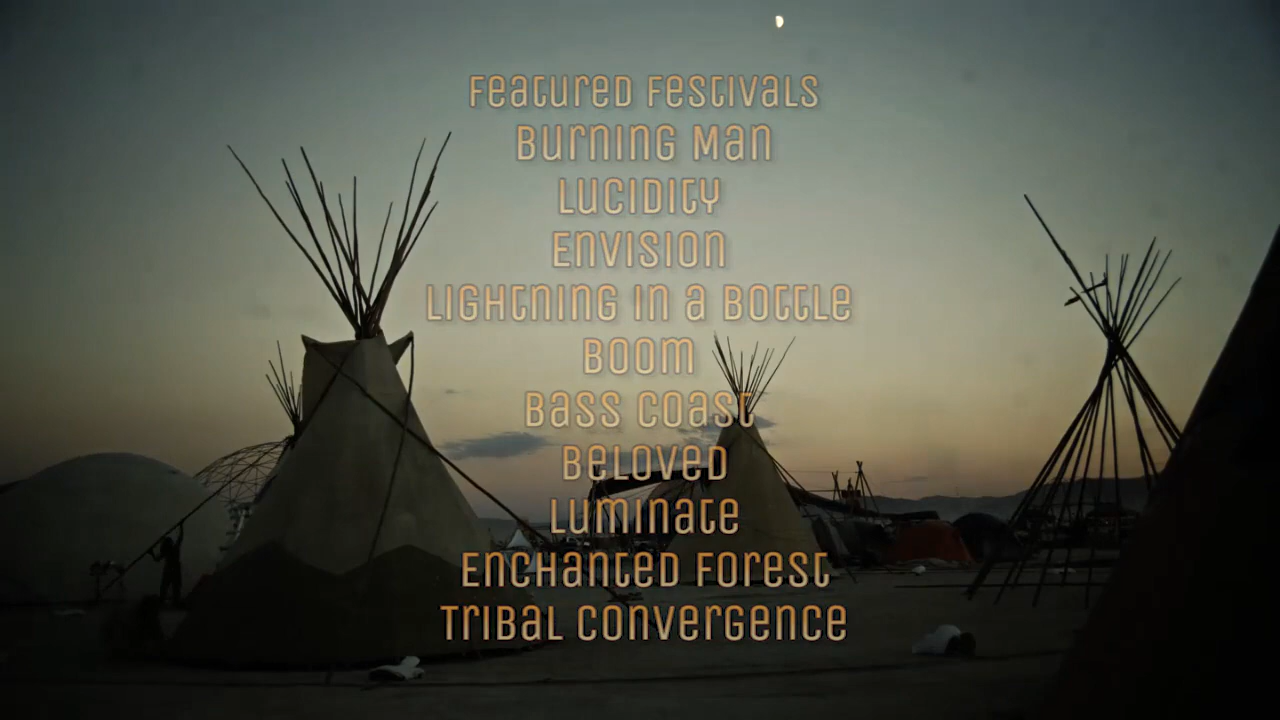 Featured Festivals
Burning Man
Lucidity
Envision
Lightning in a Bottle
Boom
Bass Coast
Beloved
Luminate
Enchanted Forest
Tribal Convergence